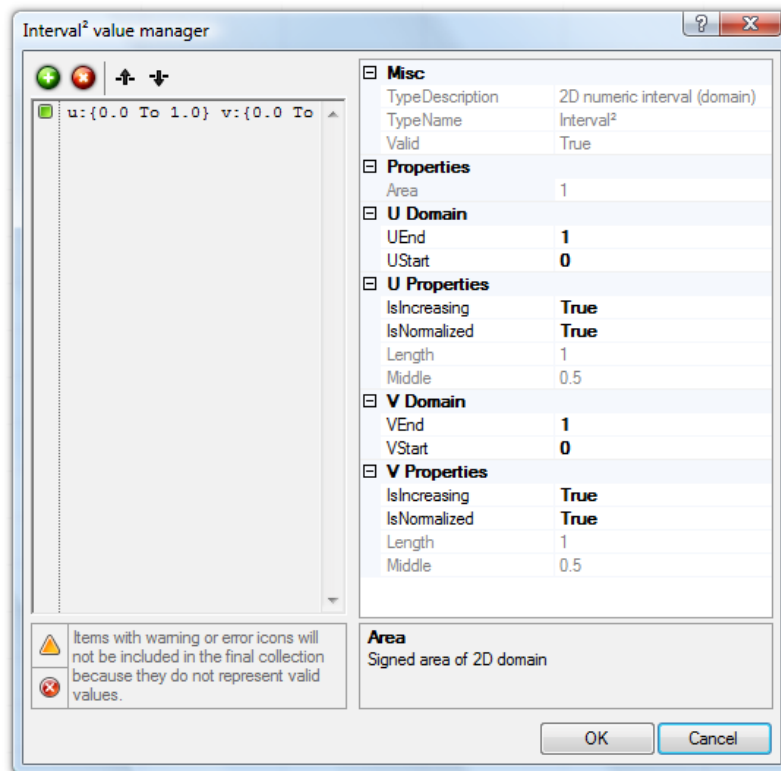 Interval² value manager
u:{0.0 To 1.0} v:{0.0 To
Misc
TypeDescription 2D numeric interval (domain)
TypeName Interval²
Valid True
Properties
Area 1
U Domain
UEnd 1
UStart 0
U Properties
IsIncreasing True
IsNormalized True
Length 1
Middle 0.5
V Domain
VEnd 1
VStart 0
V Properties
IsIncreasing True
IsNormalized True
Length 1
Middle 0.5
Items with warning or error icons will
not be included in the final collection
because they do not represent valid
values.
Area
Signed area of 2D domain
OK Cancel